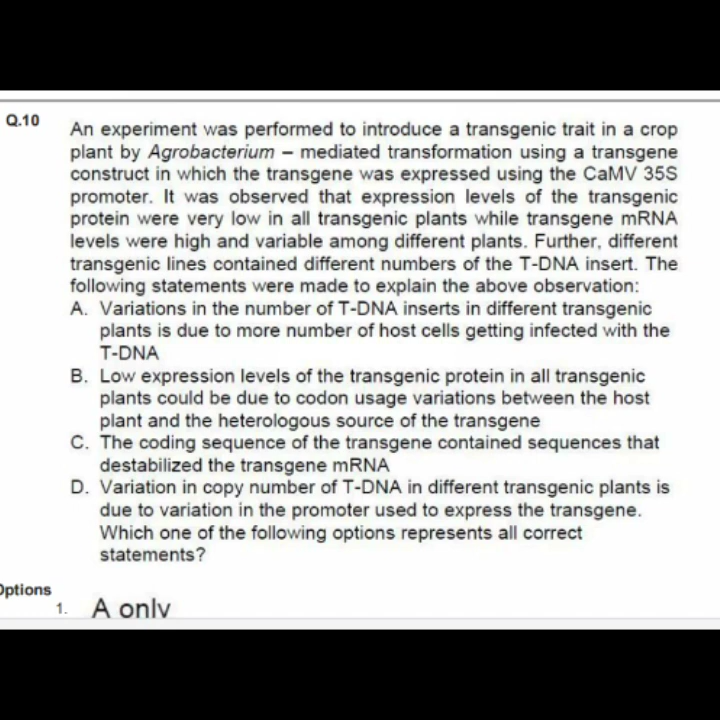 Q.10
An experiment was performed to introduce a transgenic trait in a crop
plant by Agrobacterium – mediated transformation using a transgene
construct in which the transgene was expressed using the CaMV 35S
promoter. It was observed that expression levels of the transgenic
protein were very low in all transgenic plants while transgene mRNA
levels were high and variable among different plants. Further, different
transgenic lines contained different numbers of the T-DNA insert. The
following statements were made to explain the above observation:
A. Variations in the number of T-DNA inserts in different transgenic
plants is due to more number of host cells getting infected with the
T-DNA
B. Low expression levels of the transgenic protein in all transgenic
plants could be due to codon usage variations between the host
plant and the heterologous source of the transgene
C. The coding sequence of the transgene contained sequences that
destabilized the transgene mRNA
D. Variation in copy number of T-DNA in different transgenic plants is
due to variation in the promoter used to express the transgene.
Which one of the following options represents all correct
statements?
Options
1. A only